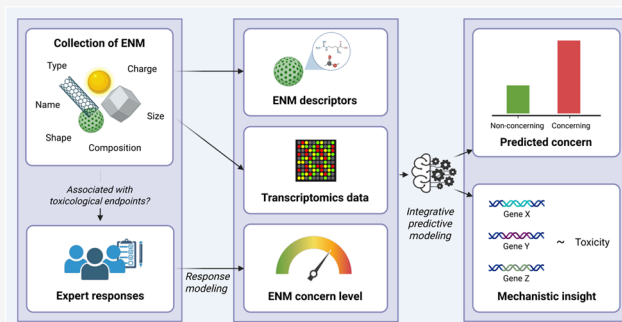 Collection of ENM
Type
Charge
Name
Size
Shape
Composition
Associated with
toxicological endpoints?
Expert responses
Response
modeling
ENM descriptors
Transcriptomics data
ENM concern level
Integrative
predictive
modeling
Non-concerning
Concerning
Predicted concern
Gene X
Gene Y
~ Toxicity
Gene Z
Mechanistic insight